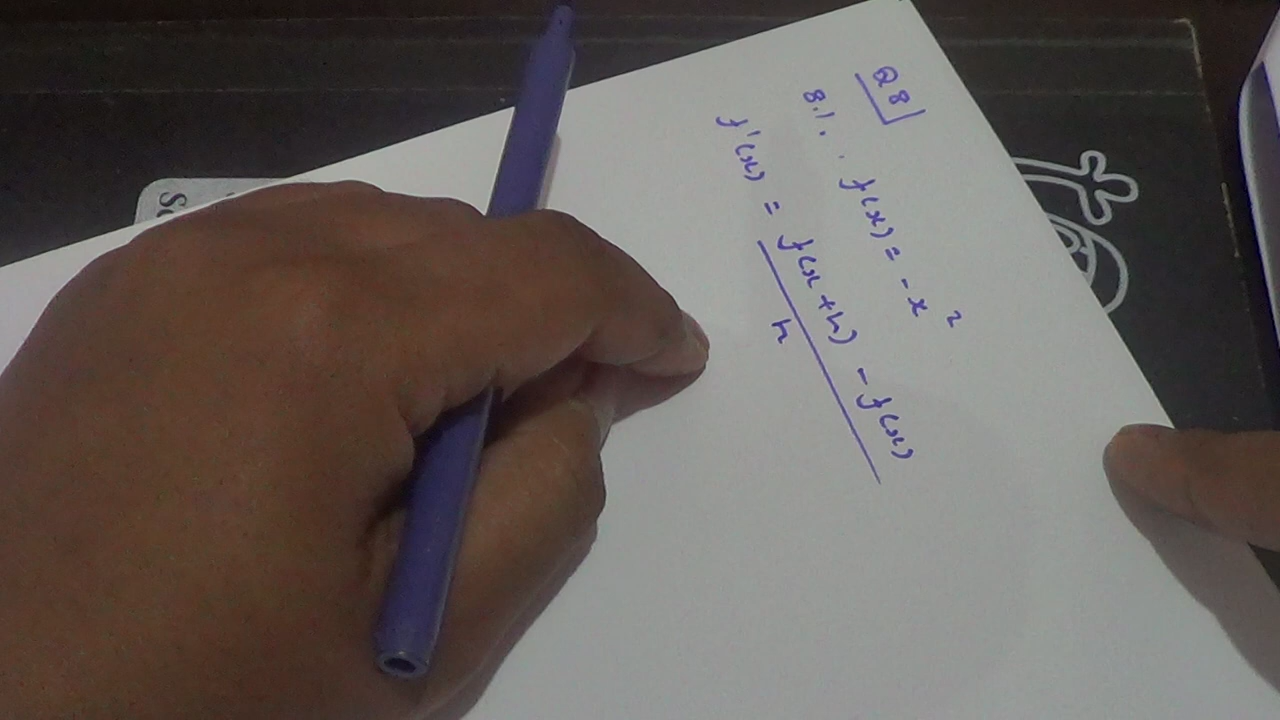 Q8
8.1. f(x) = -x²
f'(x) = f(x+h) - f(x)
h